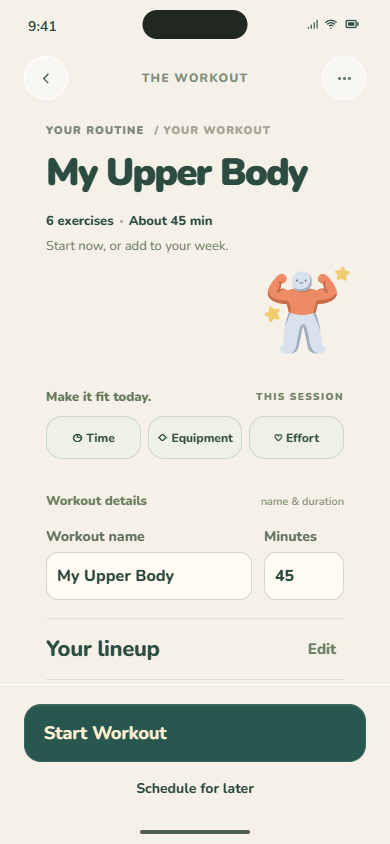 9:41
THE WORKOUT
YOUR ROUTINE / YOUR WORKOUT
My Upper Body
6 exercises • About 45 min
Start now, or add to your week.
Make it fit today.
THIS SESSION
Time
Equipment
Effort
Workout details
name & duration
Workout name
Minutes
My Upper Body
45
Your lineup
Edit
Start Workout
Schedule for later